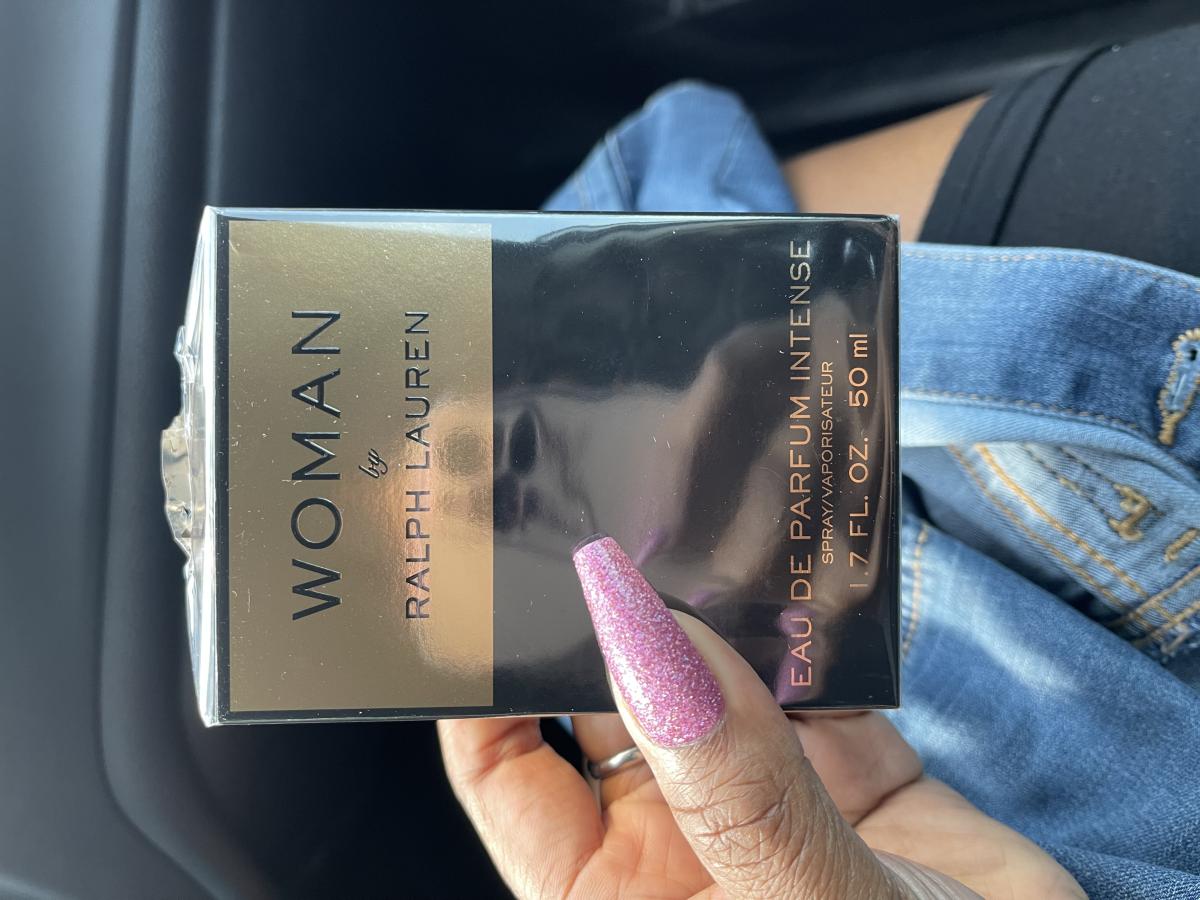 WOMAN
by
RALPH LAUREN
EAU DE PARFUM INTENSE
SPRAY/VAPORISATEUR
1.7 FL. OZ. 50 ml